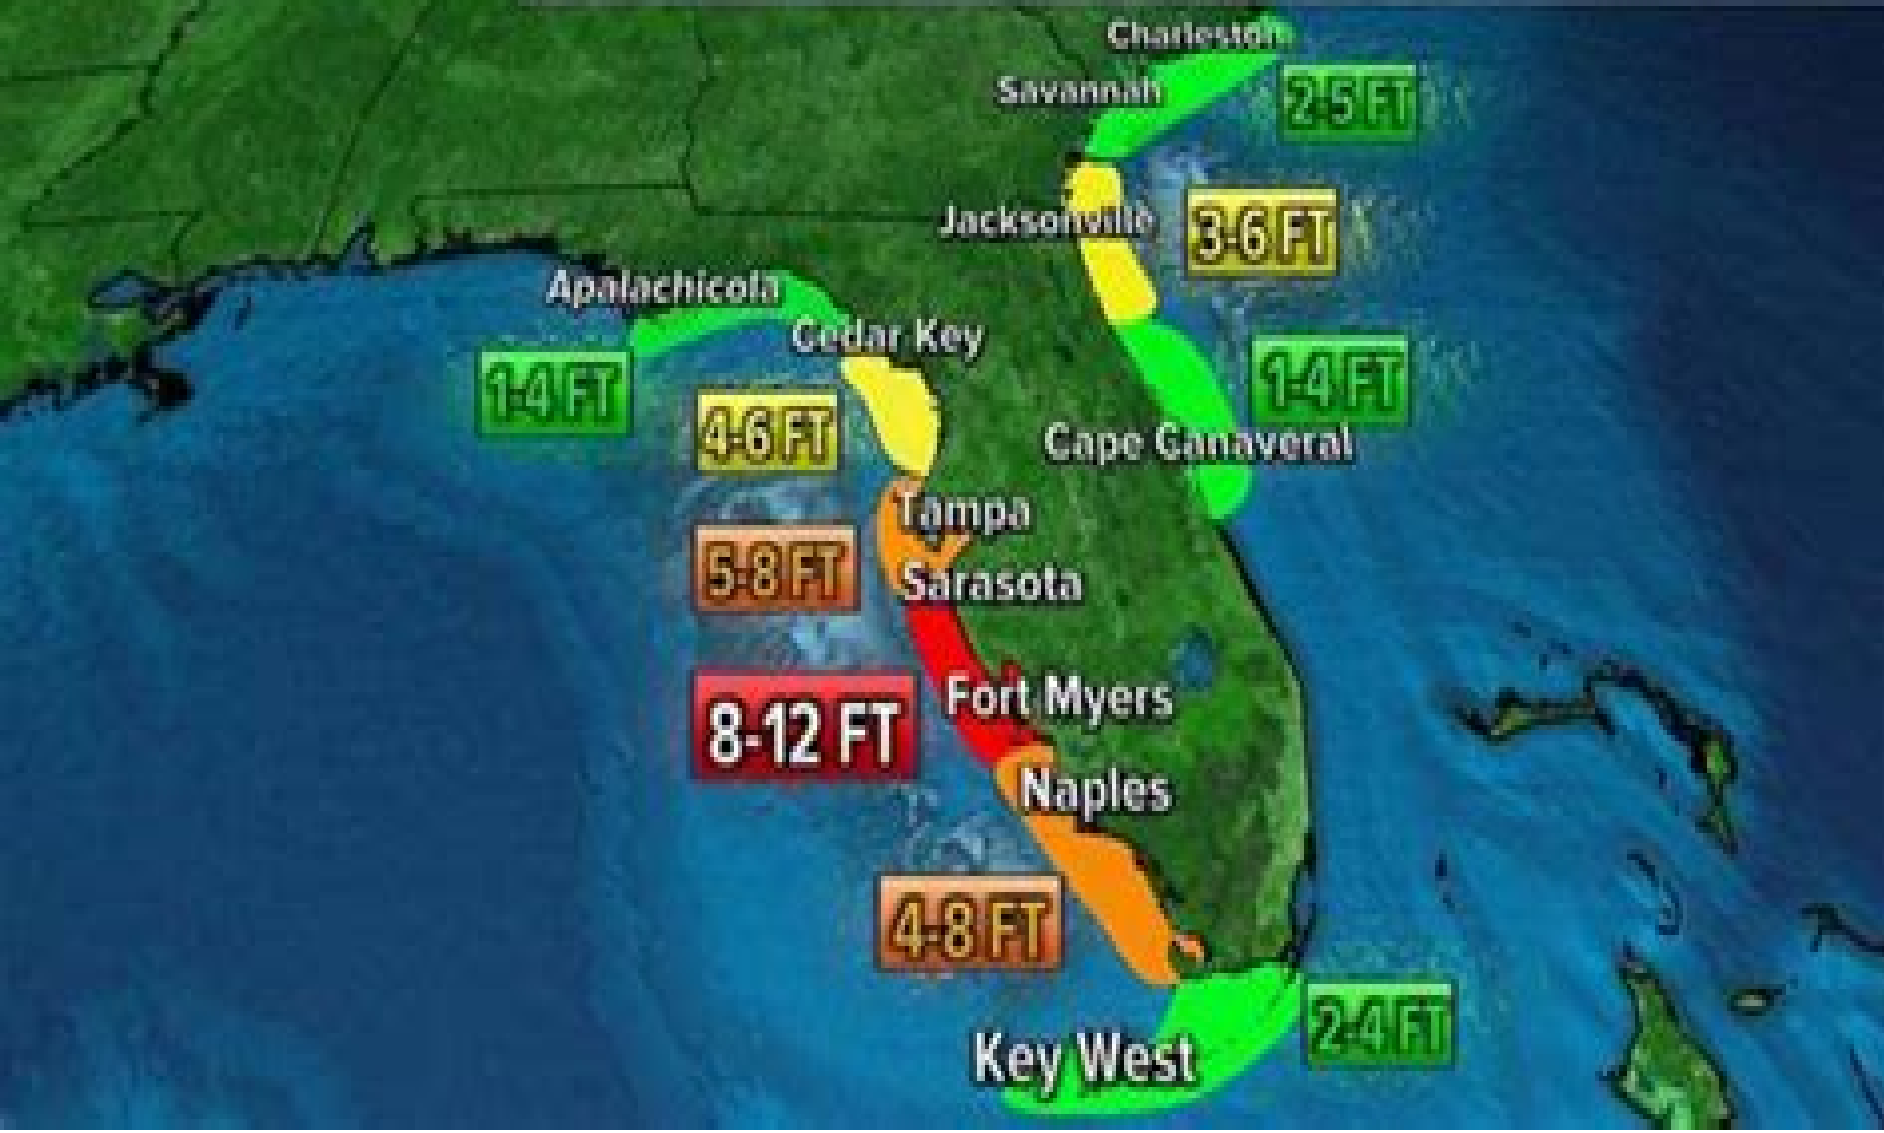 Charleston
Savannah
2-5 FT
Jacksonville
3-6 FT
Apalachicola
Cedar Key
1-4 FT
1-4 FT
4-6 FT
Cape Canaveral
Tampa
5-8 FT
Sarasota
Fort Myers
8-12 FT
Naples
4-8 FT
2-4 FT
Key West